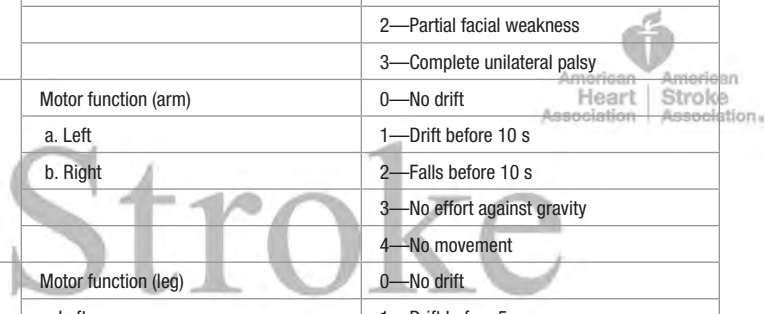 2—Partial facial weakness
3—Complete unilateral palsy
American Heart Association
American Stroke Association®
Motor function (arm)
0—No drift
a. Left
1—Drift before 10 s
b. Right
2—Falls before 10 s
3—No effort against gravity
4—No movement
Stroke
Motor function (leg)
0—No drift